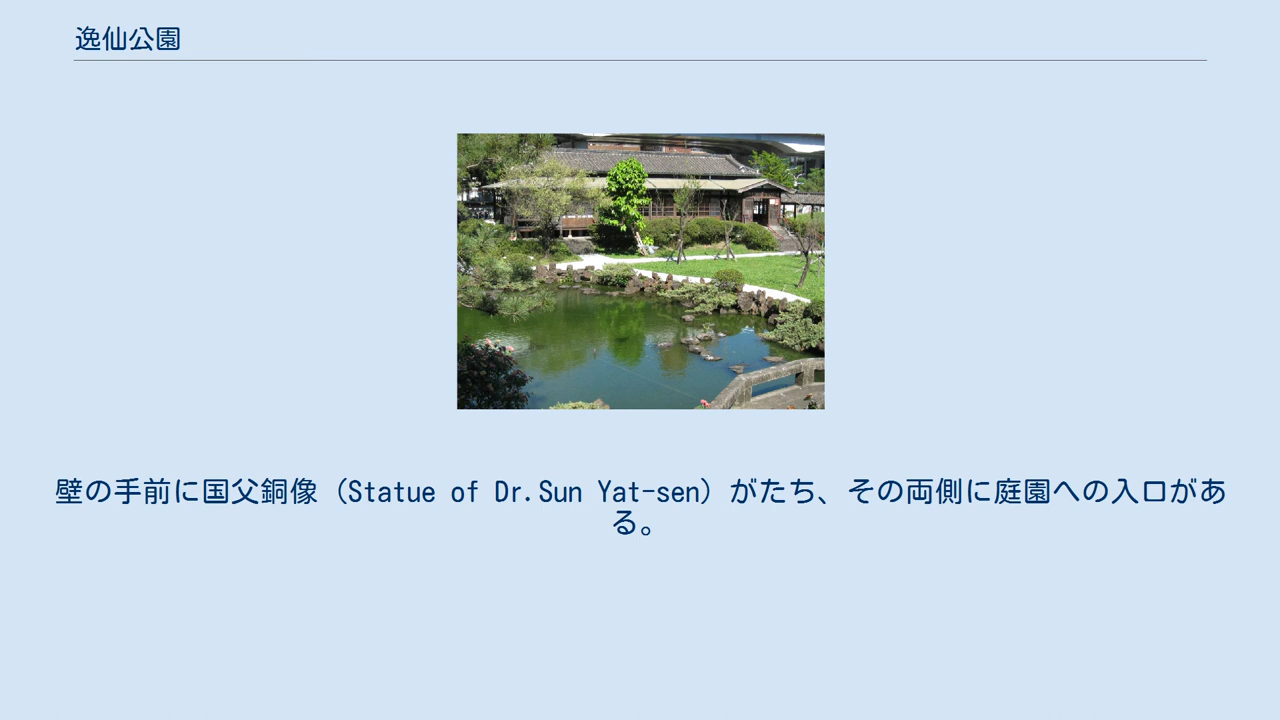 逸仙公園
壁の手前に国父銅像（Statue of Dr.Sun Yat-sen）がたち、その両側に庭園への入口があ
る。